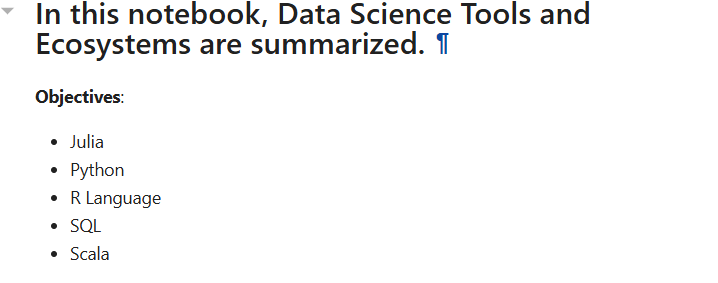 In this notebook, Data Science Tools and
Ecosystems are summarized. ¶
Objectives:
• Julia
• Python
• R Language
• SQL
• Scala